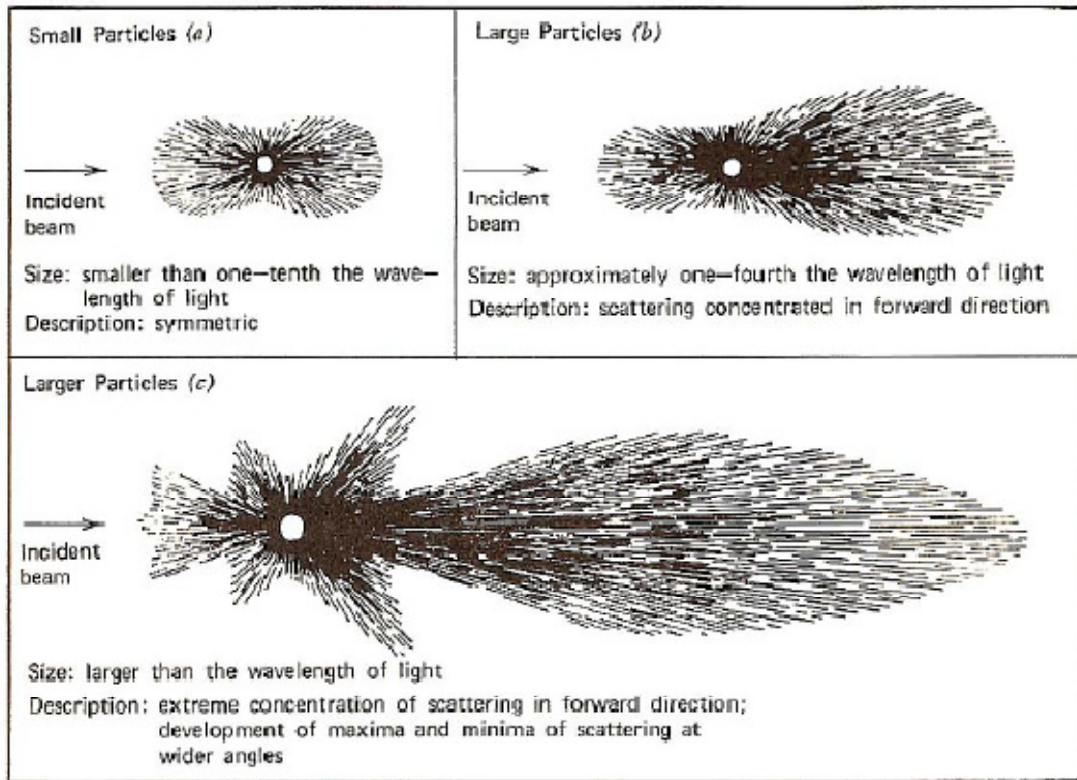 Small Particles (a)
Incident
beam
Size: smaller than one—tenth the wave—
length of light
Description: symmetric
Large Particles (b)
Incident
beam
Size: approximately one—fourth the wavelength of light
Description: scattering concentrated in forward direction
Larger Particles (c)
Incident
beam
Size: larger than the wavelength of light
Description: extreme concentration of scattering in forward direction;
development of maxima and minima of scattering at
wider angles